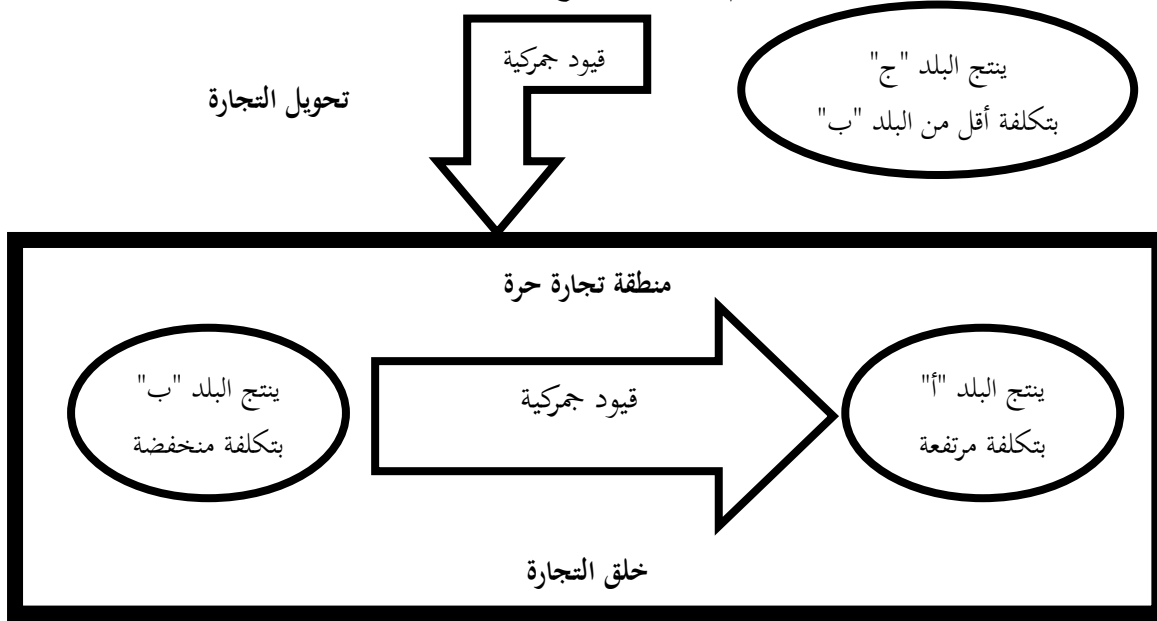 قيود جمركية
ينتج البلد "ج"
بتكلفة أقل من البلد "ب"
تحويل التجارة
منطقة تجارة حرة
ينتج البلد "أ"
بتكلفة مرتفعة
قيود جمركية
ينتج البلد "ب"
بتكلفة منخفضة
خلق التجارة